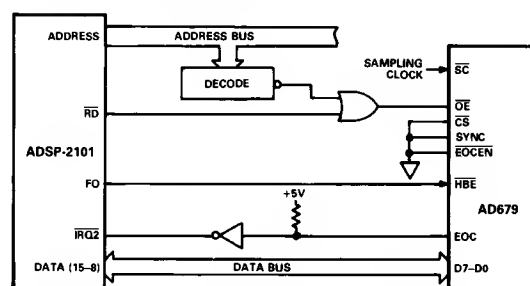 ADDRESS
ADDRESS BUS
DECODE
SAMPLING
CLOCK
SC
RD
OE
CS
SYNC
EOCEN
ADSP-2101
FO
HBE
+5V
AD679
IRQ2
EOC
DATA (15–8)
DATA BUS
D7–D0